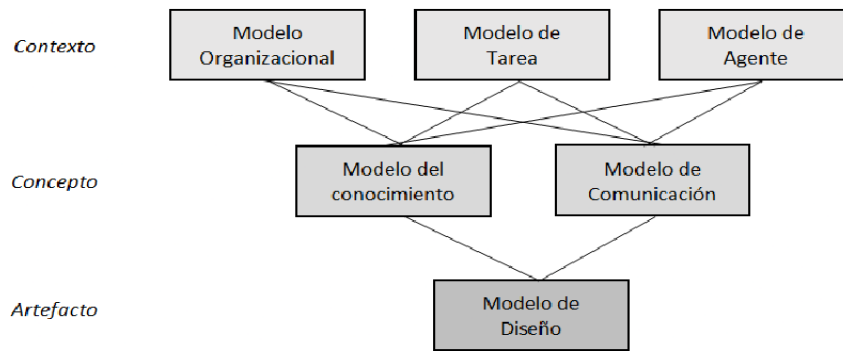 Contexto
Modelo
Organizacional
Modelo de
Tarea
Modelo de
Agente
Concepto
Modelo del
conocimiento
Modelo de
Comunicación
Artefacto
Modelo de
Diseño